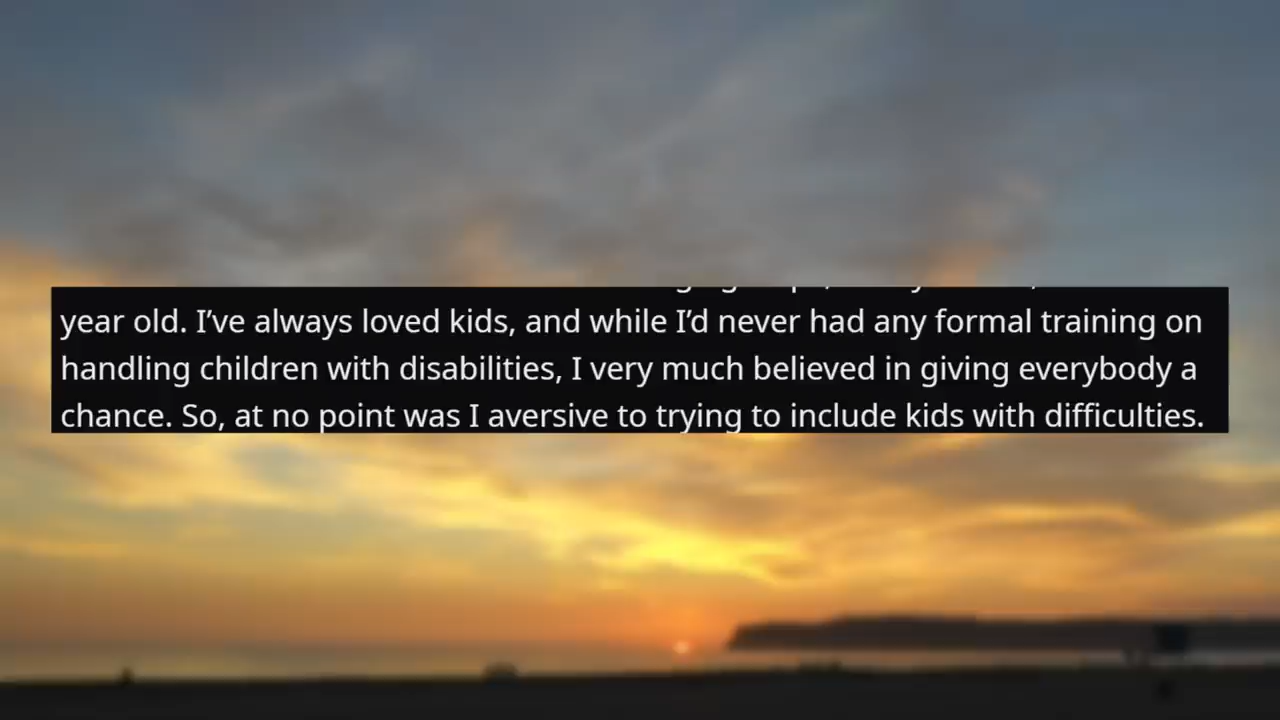 year old. I’ve always loved kids, and while I’d never had any formal training on
handling children with disabilities, I very much believed in giving everybody a
chance. So, at no point was I aversive to trying to include kids with difficulties.